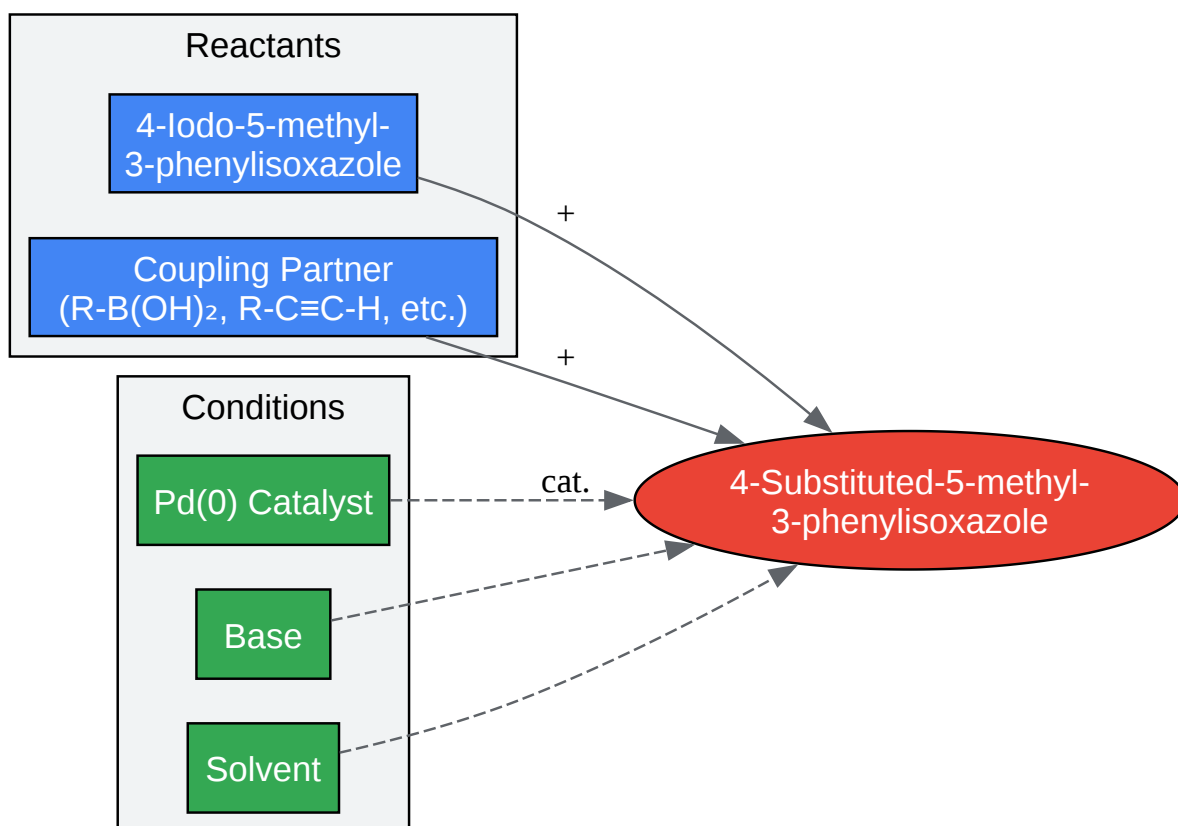 Reactants
4-Iodo-5-methyl-
3-phenylisoxazole
+
Coupling Partner
(R-B(OH)₂, R-C≡C-H, etc.)
+
Conditions
Pd(0) Catalyst
cat.
4-Substituted-5-methyl-
3-phenylisoxazole
Base
Solvent